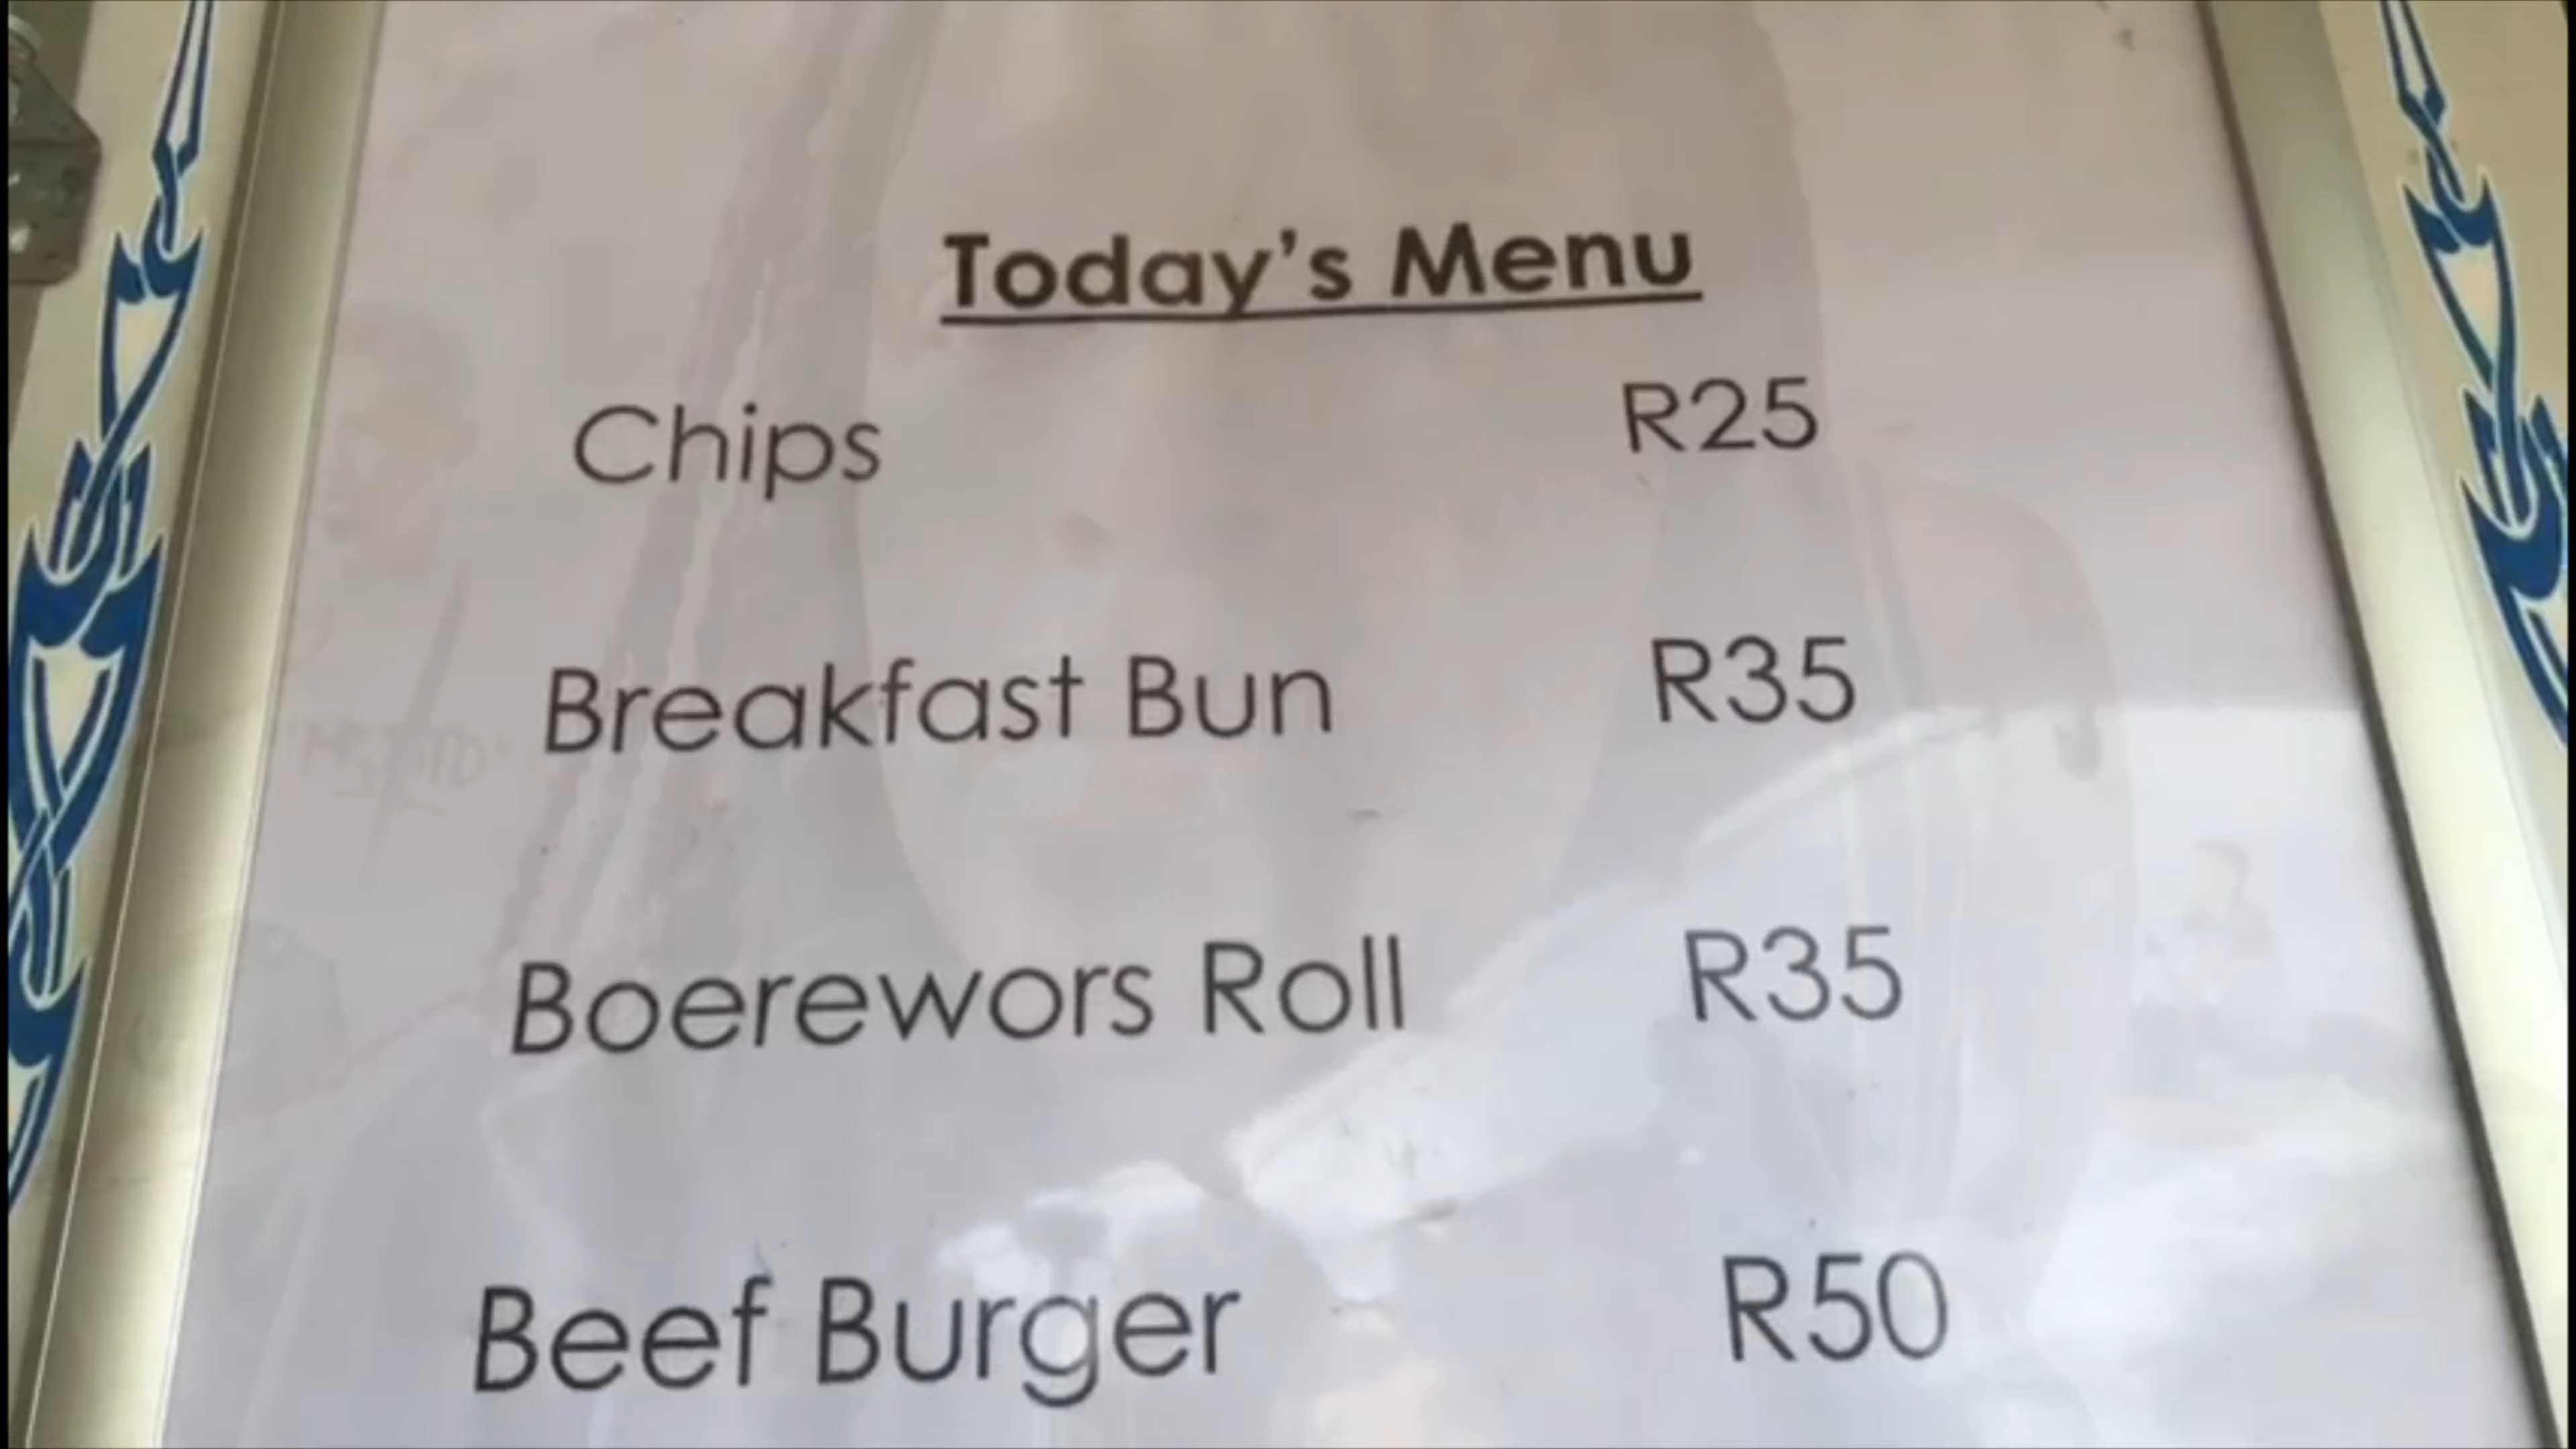 Today's Menu
Chips R25
Breakfast Bun R35
Boerewors Roll R35
Beef Burger R50